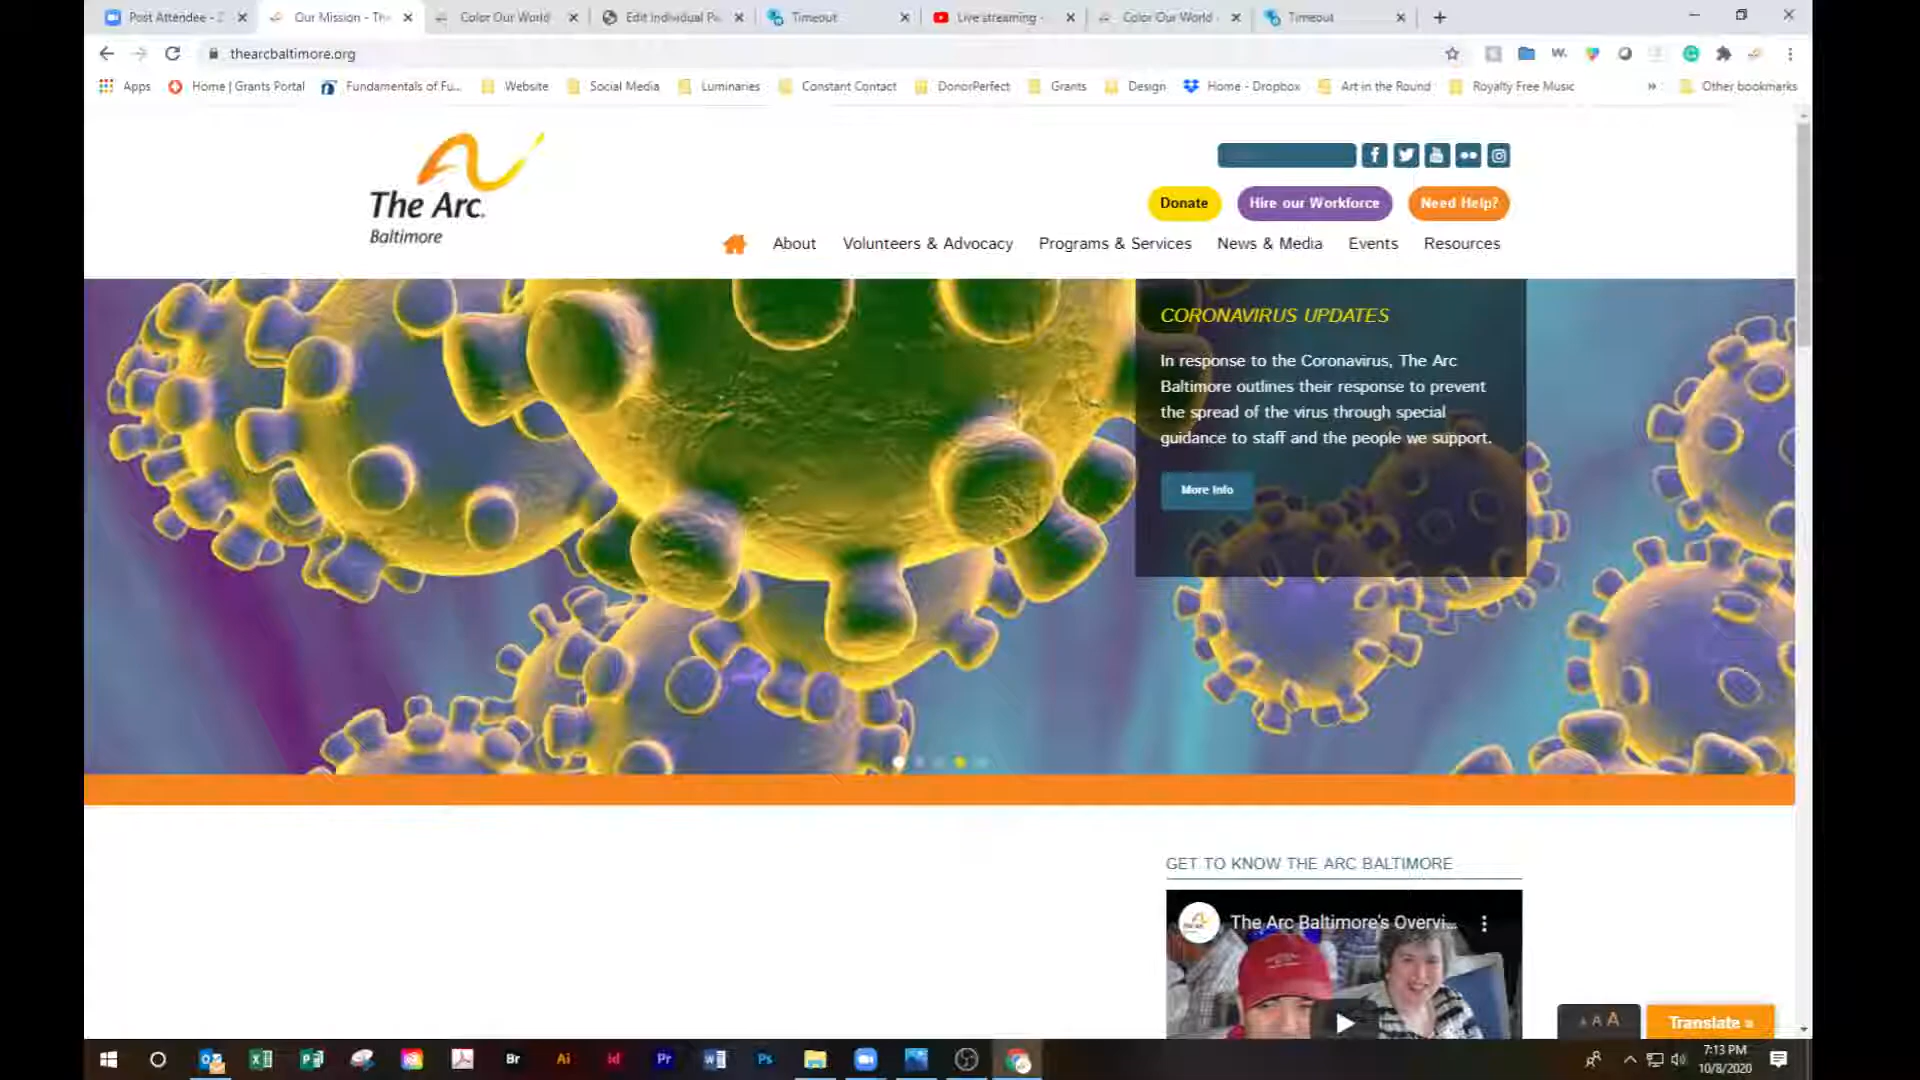 Post Attendee - Z
Our Mission - The
Color Our World
Edit Individual Pa
Timeout
Live streaming -
Color Our World -
Timeout
thearcbaltimore.org
W.
Apps
Home | Grants Portal
Fundamentals of Fu...
Website
Social Media
Luminaries
Constant Contact
DonorPerfect
Grants
Design
Home - Dropbox
Art in the Round
Royalty Free Music
»
Other bookmarks
The Arc.
Baltimore
Donate
Hire our Workforce
Need Help?
About
Volunteers & Advocacy
Programs & Services
News & Media
Events
Resources
CORONAVIRUS UPDATES
In response to the Coronavirus, The Arc
Baltimore outlines their response to prevent
the spread of the virus through special
guidance to staff and the people we support.
More Info
GET TO KNOW THE ARC BALTIMORE
The Arc Baltimore's Overvi...
A A A
Translate »
Br
Ai
Id
Pr
Ps
7:13 PM
10/8/2020